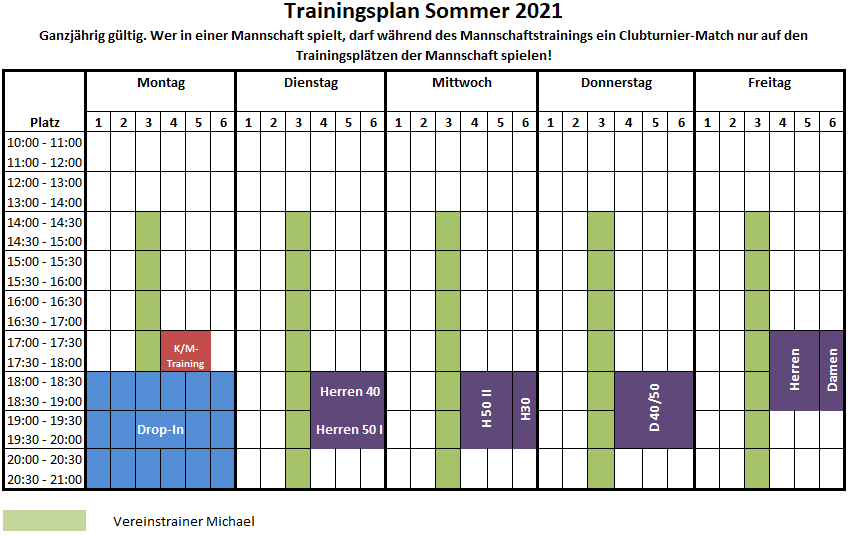 Trainingsplan Sommer 2021
Ganzjährig gültig. Wer in einer Mannschaft spielt, darf während des Mannschaftstrainings ein Clubturnier-Match nur auf den
Trainingsplätzen der Mannschaft spielen!
Montag Dienstag Mittwoch Donnerstag Freitag
Platz 1 2 3 4 5 6 1 2 3 4 5 6 1 2 3 4 5 6 1 2 3 4 5 6 1 2 3 4 5 6
10:00 - 11:00
11:00 - 12:00
12:00 - 13:00
13:00 - 14:00
14:00 - 14:30
14:30 - 15:00
15:00 - 15:30
15:30 - 16:00
16:00 - 16:30
16:30 - 17:00
17:00 - 17:30
17:30 - 18:00
18:00 - 18:30
18:30 - 19:00
19:00 - 19:30
19:30 - 20:00
20:00 - 20:30
20:30 - 21:00
K/M-
Training
Drop-In
Herren 40
Herren 50 I
H 50 II
H30
D 40/50
Herren
Damen
Vereinstrainer Michael